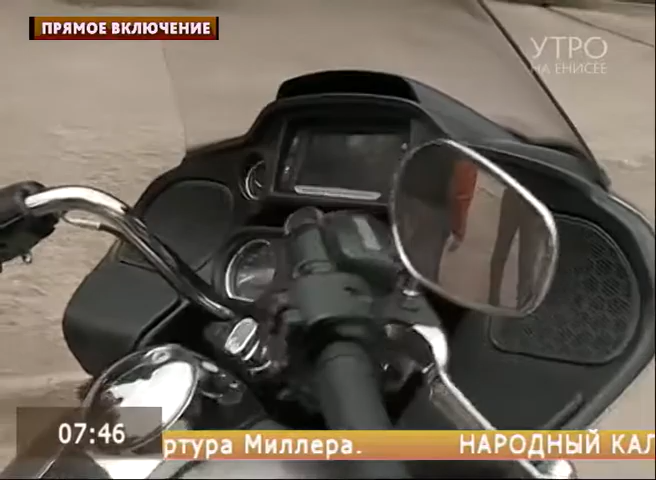 ПРЯМОЕ ВКЛЮЧЕНИЕ
УТРО
НА ЕНИСЕЕ
07:46
ртура Миллера. НАРОДНЫЙ КАЛ